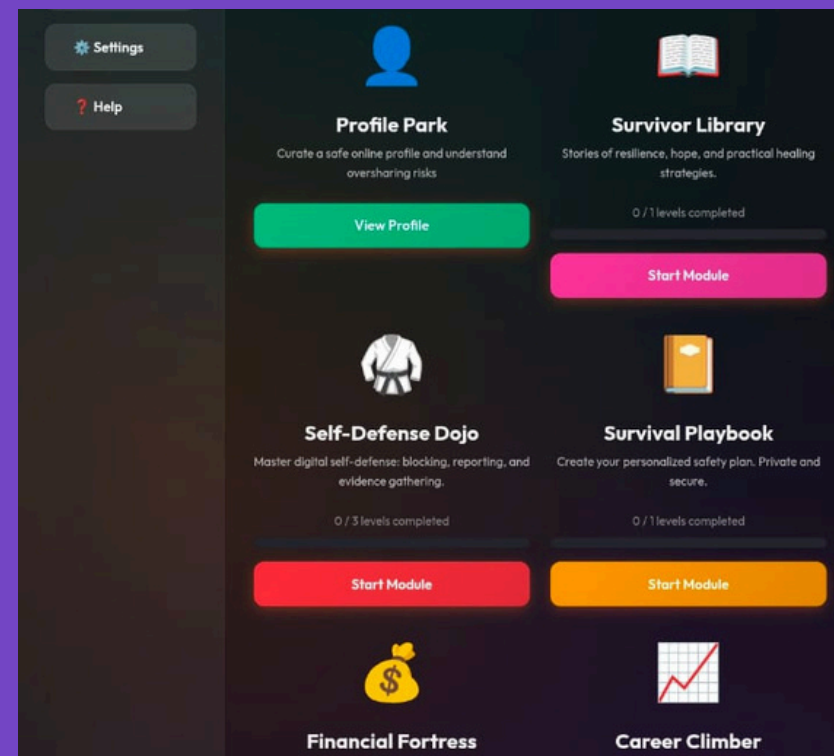 Settings
Help
Profile Park
Curate a safe online profile and understand
oversharing risks
View Profile
Survivor Library
Stories of resilience, hope, and practical healing
strategies.
0 / 1 levels completed
Start Module
Self-Defense Dojo
Master digital self-defense: blocking, reporting, and
evidence gathering.
0 / 3 levels completed
Start Module
Survival Playbook
Create your personalized safety plan. Private and
secure.
0 / 1 levels completed
Start Module
Financial Fortress
Career Climber